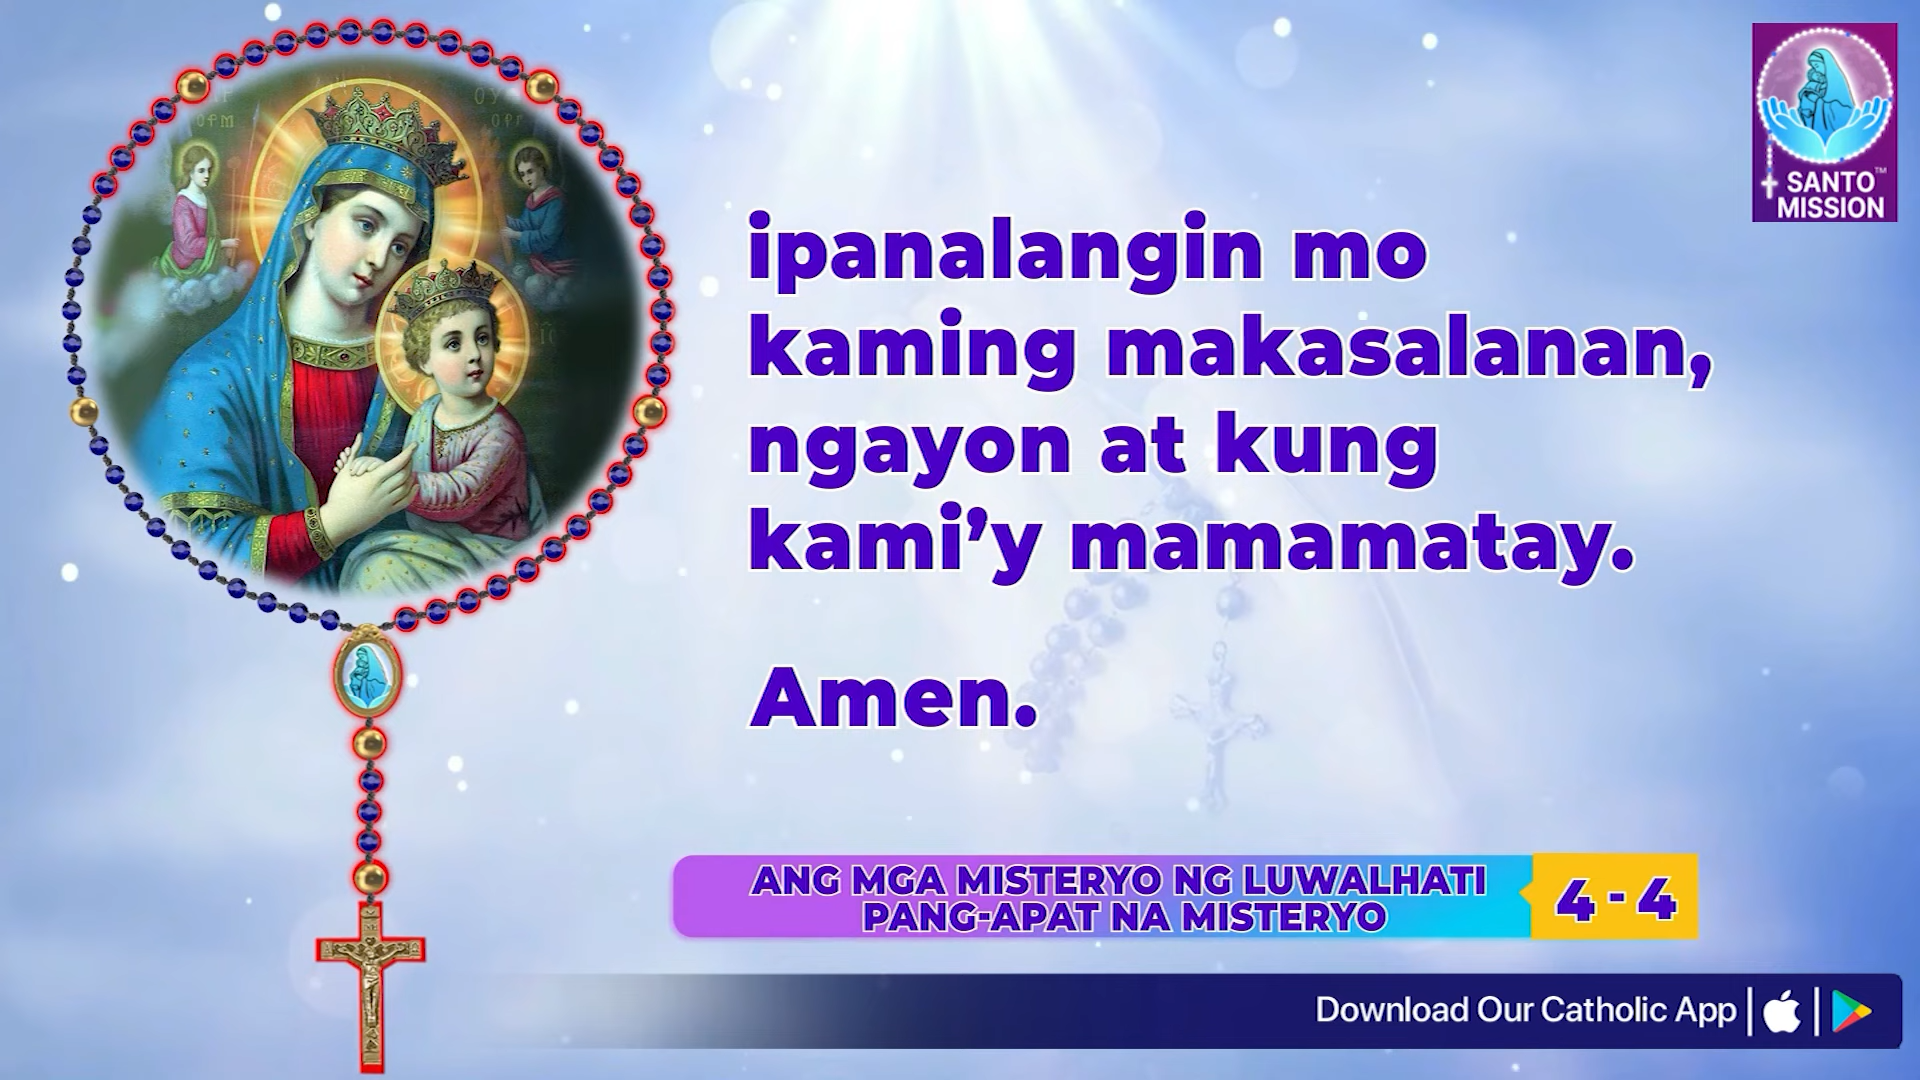 SANTO™
MISSION
ipanalangin mo
kaming makasalanan,
ngayon at kung
kami’y mamamatay.
Amen.
ANG MGA MISTERYO NG LUWALHATI
PANG-APAT NA MISTERYO
4 - 4
Download Our Catholic App